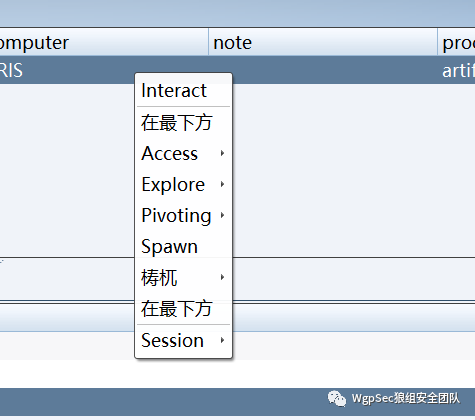 omputer note proc
RIS artif
Interact
在最下方
Access
Explore
Pivoting
Spawn
梼杌
在最下方
Session
WgpSec狼组安全团队